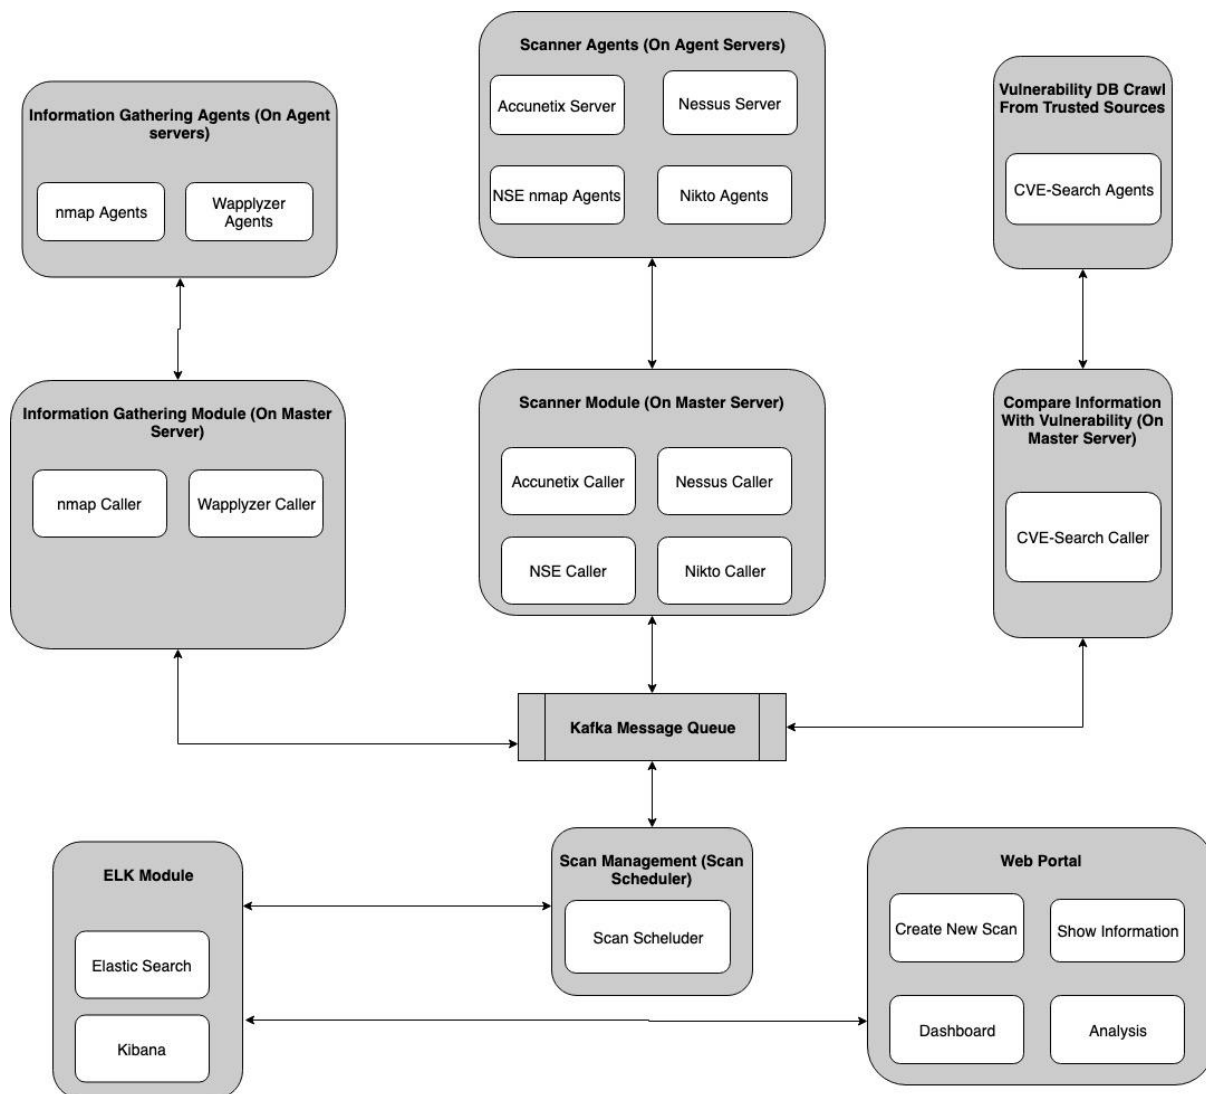 Scanner Agents (On Agent Servers)
Accunetix Server
Nessus Server
NSE nmap Agents
Nikto Agents
Information Gathering Agents (On Agent
servers)
nmap Agents
Wapplyzer
Agents
Vulnerability DB Crawl
From Trusted Sources
CVE-Search Agents
Information Gathering Module (On Master
Server)
nmap Caller
Wapplyzer Caller
Scanner Module (On Master Server)
Accunetix Caller
Nessus Caller
NSE Caller
Nikto Caller
Compare Information
With Vulnerability (On
Master Server)
CVE-Search Caller
Kafka Message Queue
ELK Module
Elastic Search
Kibana
Scan Management (Scan
Scheduler)
Scan Scheluder
Web Portal
Create New Scan
Show Information
Dashboard
Analysis